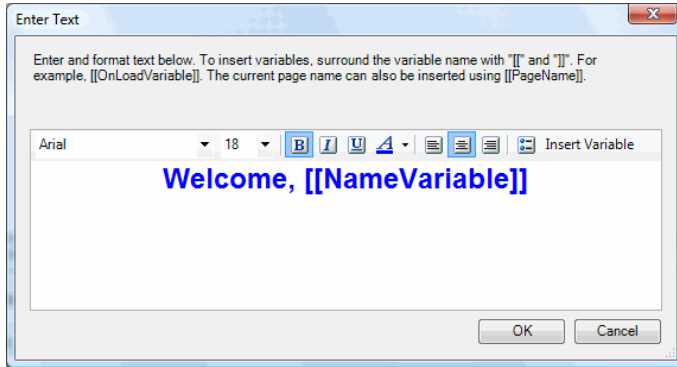 Enter Text
Enter and format text below. To insert variables, surround the variable name with "[[" and "]]". For
example, [[OnLoadVariable]]. The current page name can also be inserted using [[PageName]].
Arial 18 B I U A Insert Variable
Welcome, [[NameVariable]]
OK Cancel